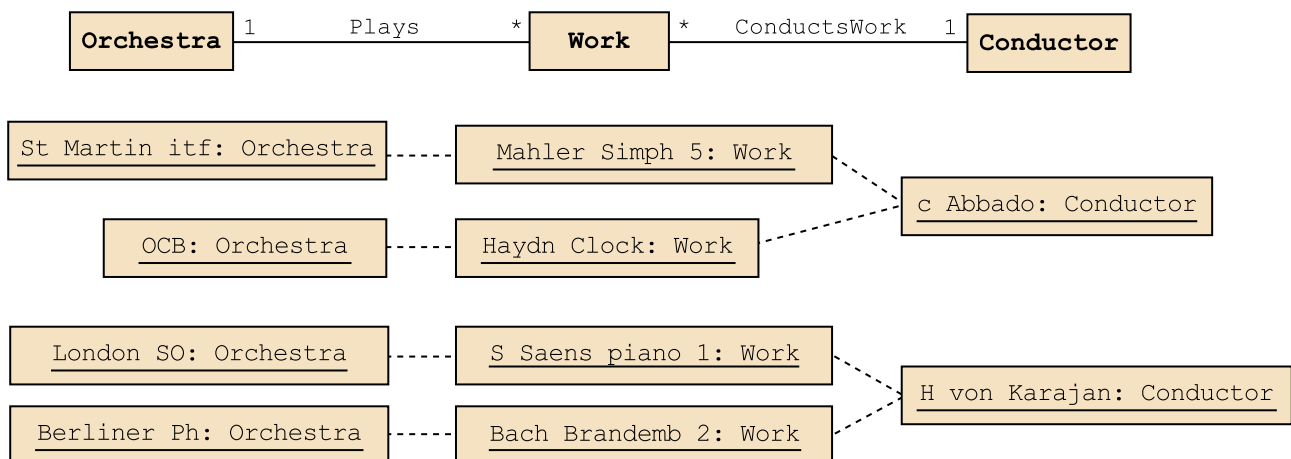 Orchestra 1 Plays * Work * ConductsWork 1 Conductor
St Martin itf: Orchestra
Mahler Simph 5: Work
c Abbado: Conductor
OCB: Orchestra
Haydn Clock: Work
London SO: Orchestra
S Saens piano 1: Work
H von Karajan: Conductor
Berliner Ph: Orchestra
Bach Brandemb 2: Work